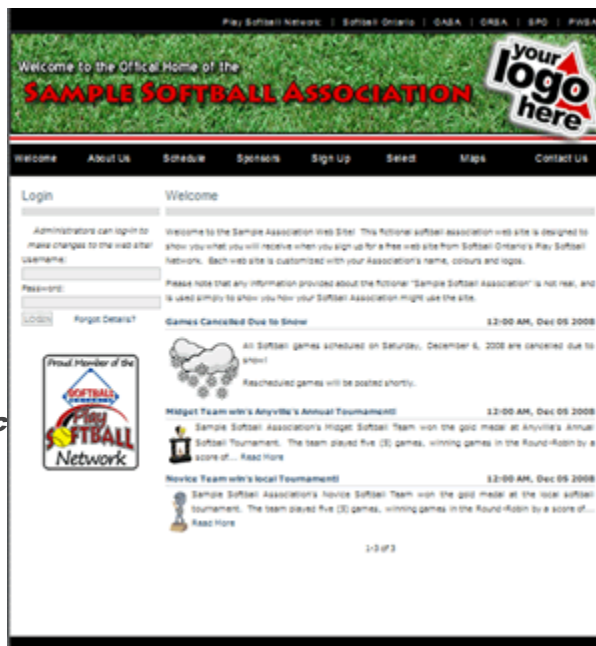 Play Softball Network | Softball Ontario | OASA | ORSA | SPO | PWSA
Welcome to the Offical Home of the
SAMPLE SOFTBALL ASSOCIATION
your
logo
here
Welcome About Us Schedule Sponsors Sign Up Select Maps Contact Us
Login
Administrators can log-in to
make changes to the web site!
Username:
Password:
LOGIN Forgot Details?
Proud Member of the
SOFTBALL
Play
SOFTBALL
Network
Welcome
Welcome to the Sample Association Web Site! This fictional softball association web site is designed to
show you what you will receive when you sign up for a free web site from Softball Ontario's Play Softball
Network. Each web site is customized with your Association's name, colours and logos.
Please note that any information provided about the fictional "Sample Softball Association" is not real, and
is used simply to show you how your Softball Association might use the site.
Games Cancelled Due to Snow 12:00 AM, Dec 05 2008
All Softball games scheduled on Saturday, December 6, 2008 are cancelled due to
snow!
Rescheduled games will be posted shortly.
Midget Team win's Anyville's Annual Tournament! 12:00 AM, Dec 05 2008
Sample Softball Association's Midget Softball Team won the gold medal at Anyville's Annual
Softball Tournament. The team played five (5) games, winning games in the Round-Robin by a
score of... Read More
Novice Team win's local Tournament! 12:00 AM, Dec 05 2008
Sample Softball Association's Novice Softball Team won the gold medal at the local softball
tournament. The team played five (5) games, winning games in the Round-Robin by a score of...
Read More
1-3 of 3